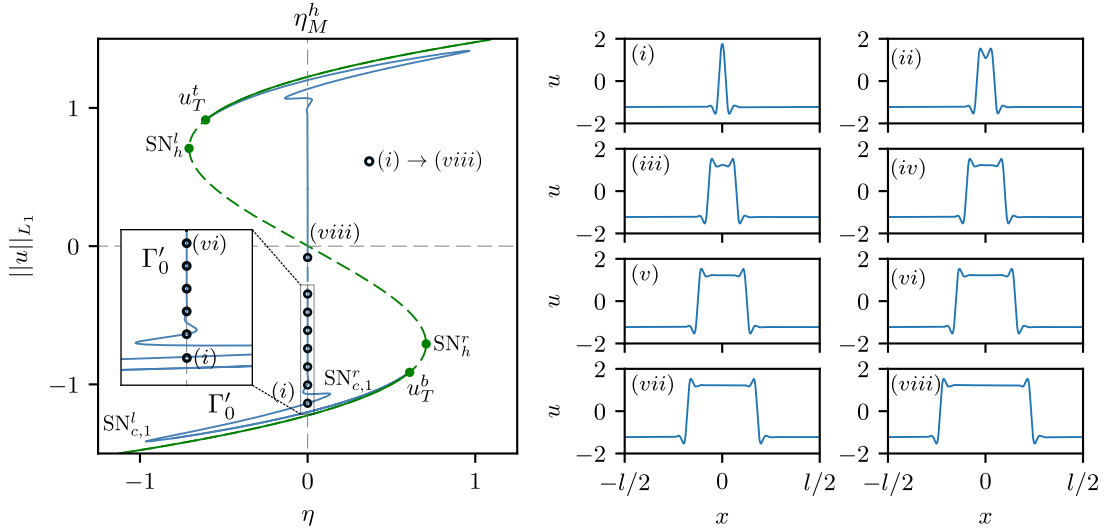 η_M^h
||u||_{L_1}
1
0
−1
−1
0
1
η
u_T^t
SN_h^l
(i) → (viii)
(viii)
(vi)
Γ′_0
(i)
SN_h^r
SN_{c,1}^r
u_T^b
(i)
Γ′_0
SN_{c,1}^l
(i)
u
2
0
−2
(ii)
2
0
−2
(iii)
u
2
0
−2
(iv)
2
0
−2
(v)
u
2
0
−2
(vi)
2
0
−2
(vii)
u
2
0
−2
(viii)
2
0
−2
−l/2 0 l/2
x
−l/2 0 l/2
x